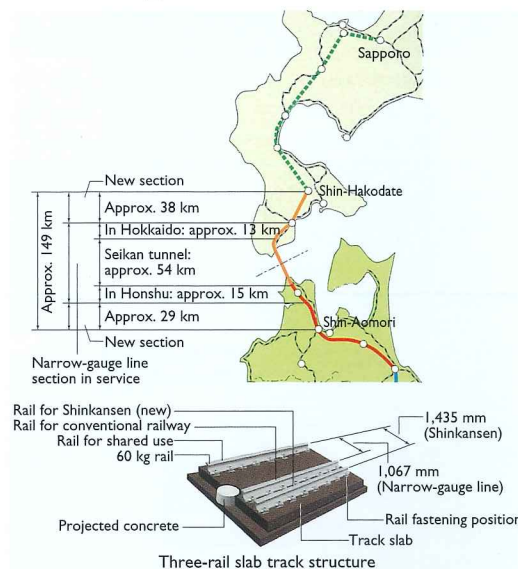 Sapporo
New section
Shin-Hakodate
Approx. 38 km
In Hokkaido: approx. 13 km
Approx. 149 km
Seikan tunnel:
approx. 54 km
In Honshu: approx. 15 km
Approx. 29 km
Shin-Aomori
New section
Narrow-gauge line
section in service
Rail for Shinkansen (new)
Rail for conventional railway
Rail for shared use
60 kg rail
1,435 mm
(Shinkansen)
1,067 mm
(Narrow-gauge line)
Projected concrete
Rail fastening position
Track slab
Three-rail slab track structure